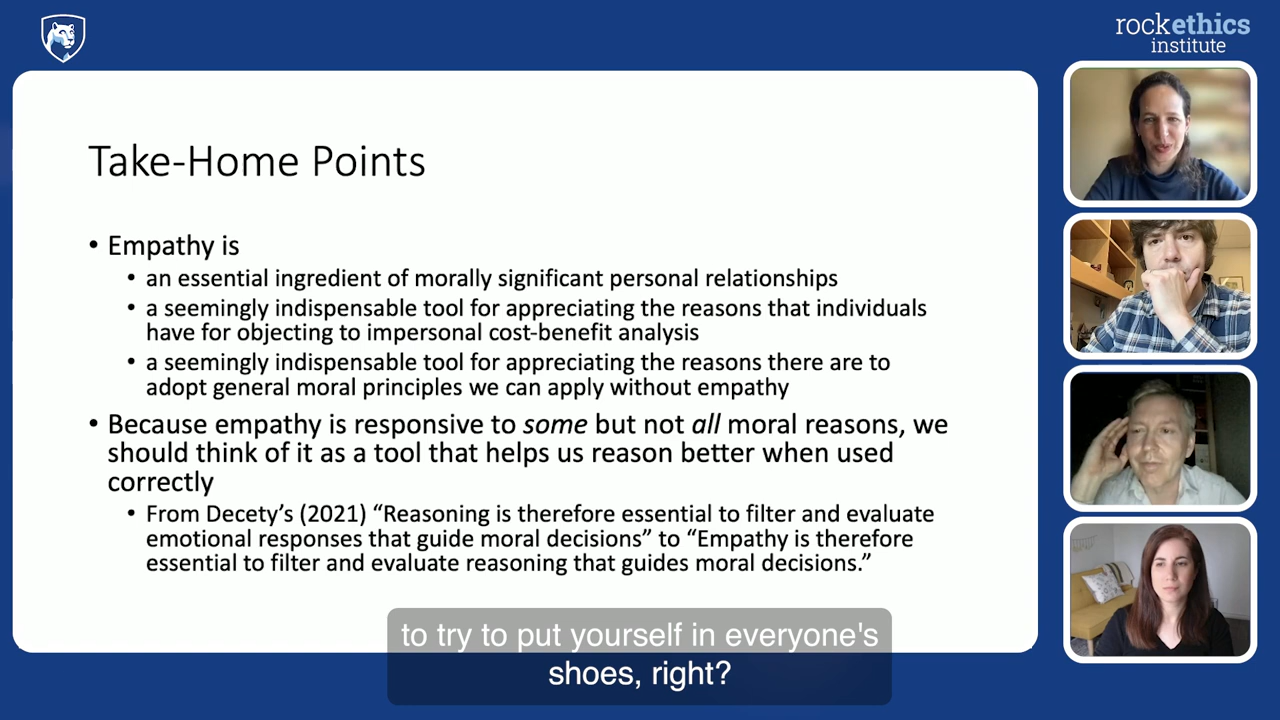 rockethics
institute
Take-Home Points
• Empathy is
• an essential ingredient of morally significant personal relationships
• a seemingly indispensable tool for appreciating the reasons that individuals
have for objecting to impersonal cost-benefit analysis
• a seemingly indispensable tool for appreciating the reasons there are to
adopt general moral principles we can apply without empathy
• Because empathy is responsive to some but not all moral reasons, we
should think of it as a tool that helps us reason better when used
correctly
• From Decety’s (2021) “Reasoning is therefore essential to filter and evaluate
emotional responses that guide moral decisions” to “Empathy is therefore
essential to filter and evaluate reasoning that guides moral decisions.”
to try to put yourself in everyone's
shoes, right?